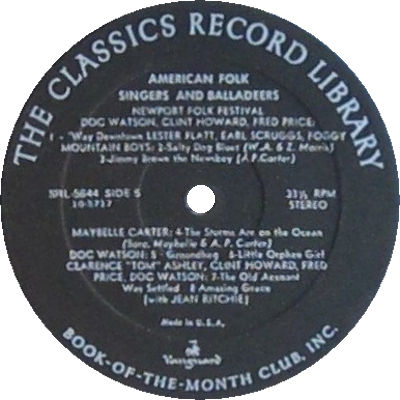 THE CLASSICS RECORD LIBRARY
AMERICAN FOLK
SINGERS AND BALLADEERS
NEWPORT FOLK FESTIVAL
DOC WATSON, CLINT HOWARD, FRED PRICE:
1 - 'Way Downtown LESTER FLATT, EARL SCRUGGS, FOGGY
MOUNTAIN BOYS: 2-Salty Dog Blues (W. A. & Z. Morris)
3-Jimmy Brown the Newsboy (A.P.Carter)
SRL-5644 SIDE 5
33⅓ RPM
10-3717
STEREO
MAYBELLE CARTER: 4-The Storms Are on the Ocean
(Sara, Maybelle & A. P. Carter)
DOC WATSON: 5 - Groundhog 6-Little Orphan Girl
CLARENCE "TOM" ASHLEY, CLINT HOWARD, FRED
PRICE, DOC WATSON: 7-The Old Account
Was Settled 8 Amazing Grace
(with JEAN RITCHIE)
Made in U.S.A.
Vanguard
BOOK-OF-THE-MONTH CLUB, INC.